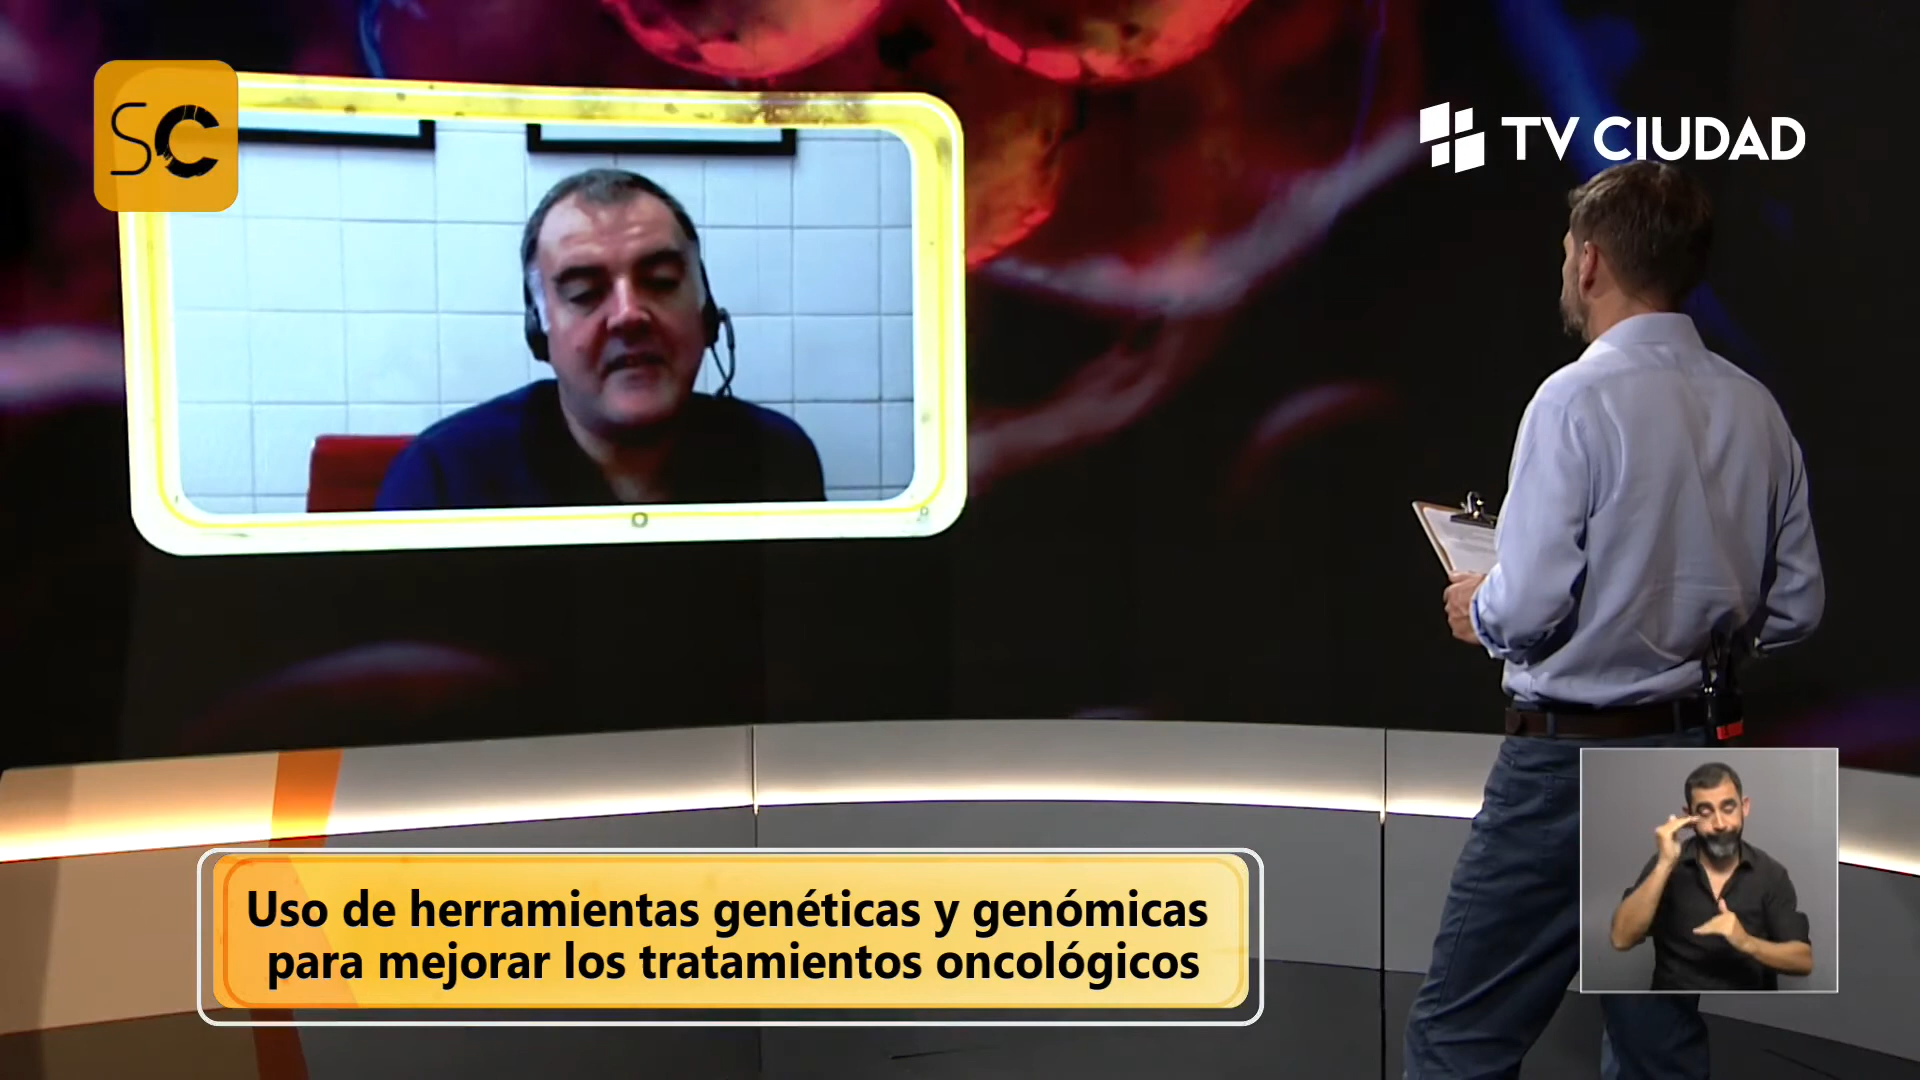 SC
TV CIUDAD
Uso de herramientas genéticas y genómicas
para mejorar los tratamientos oncológicos